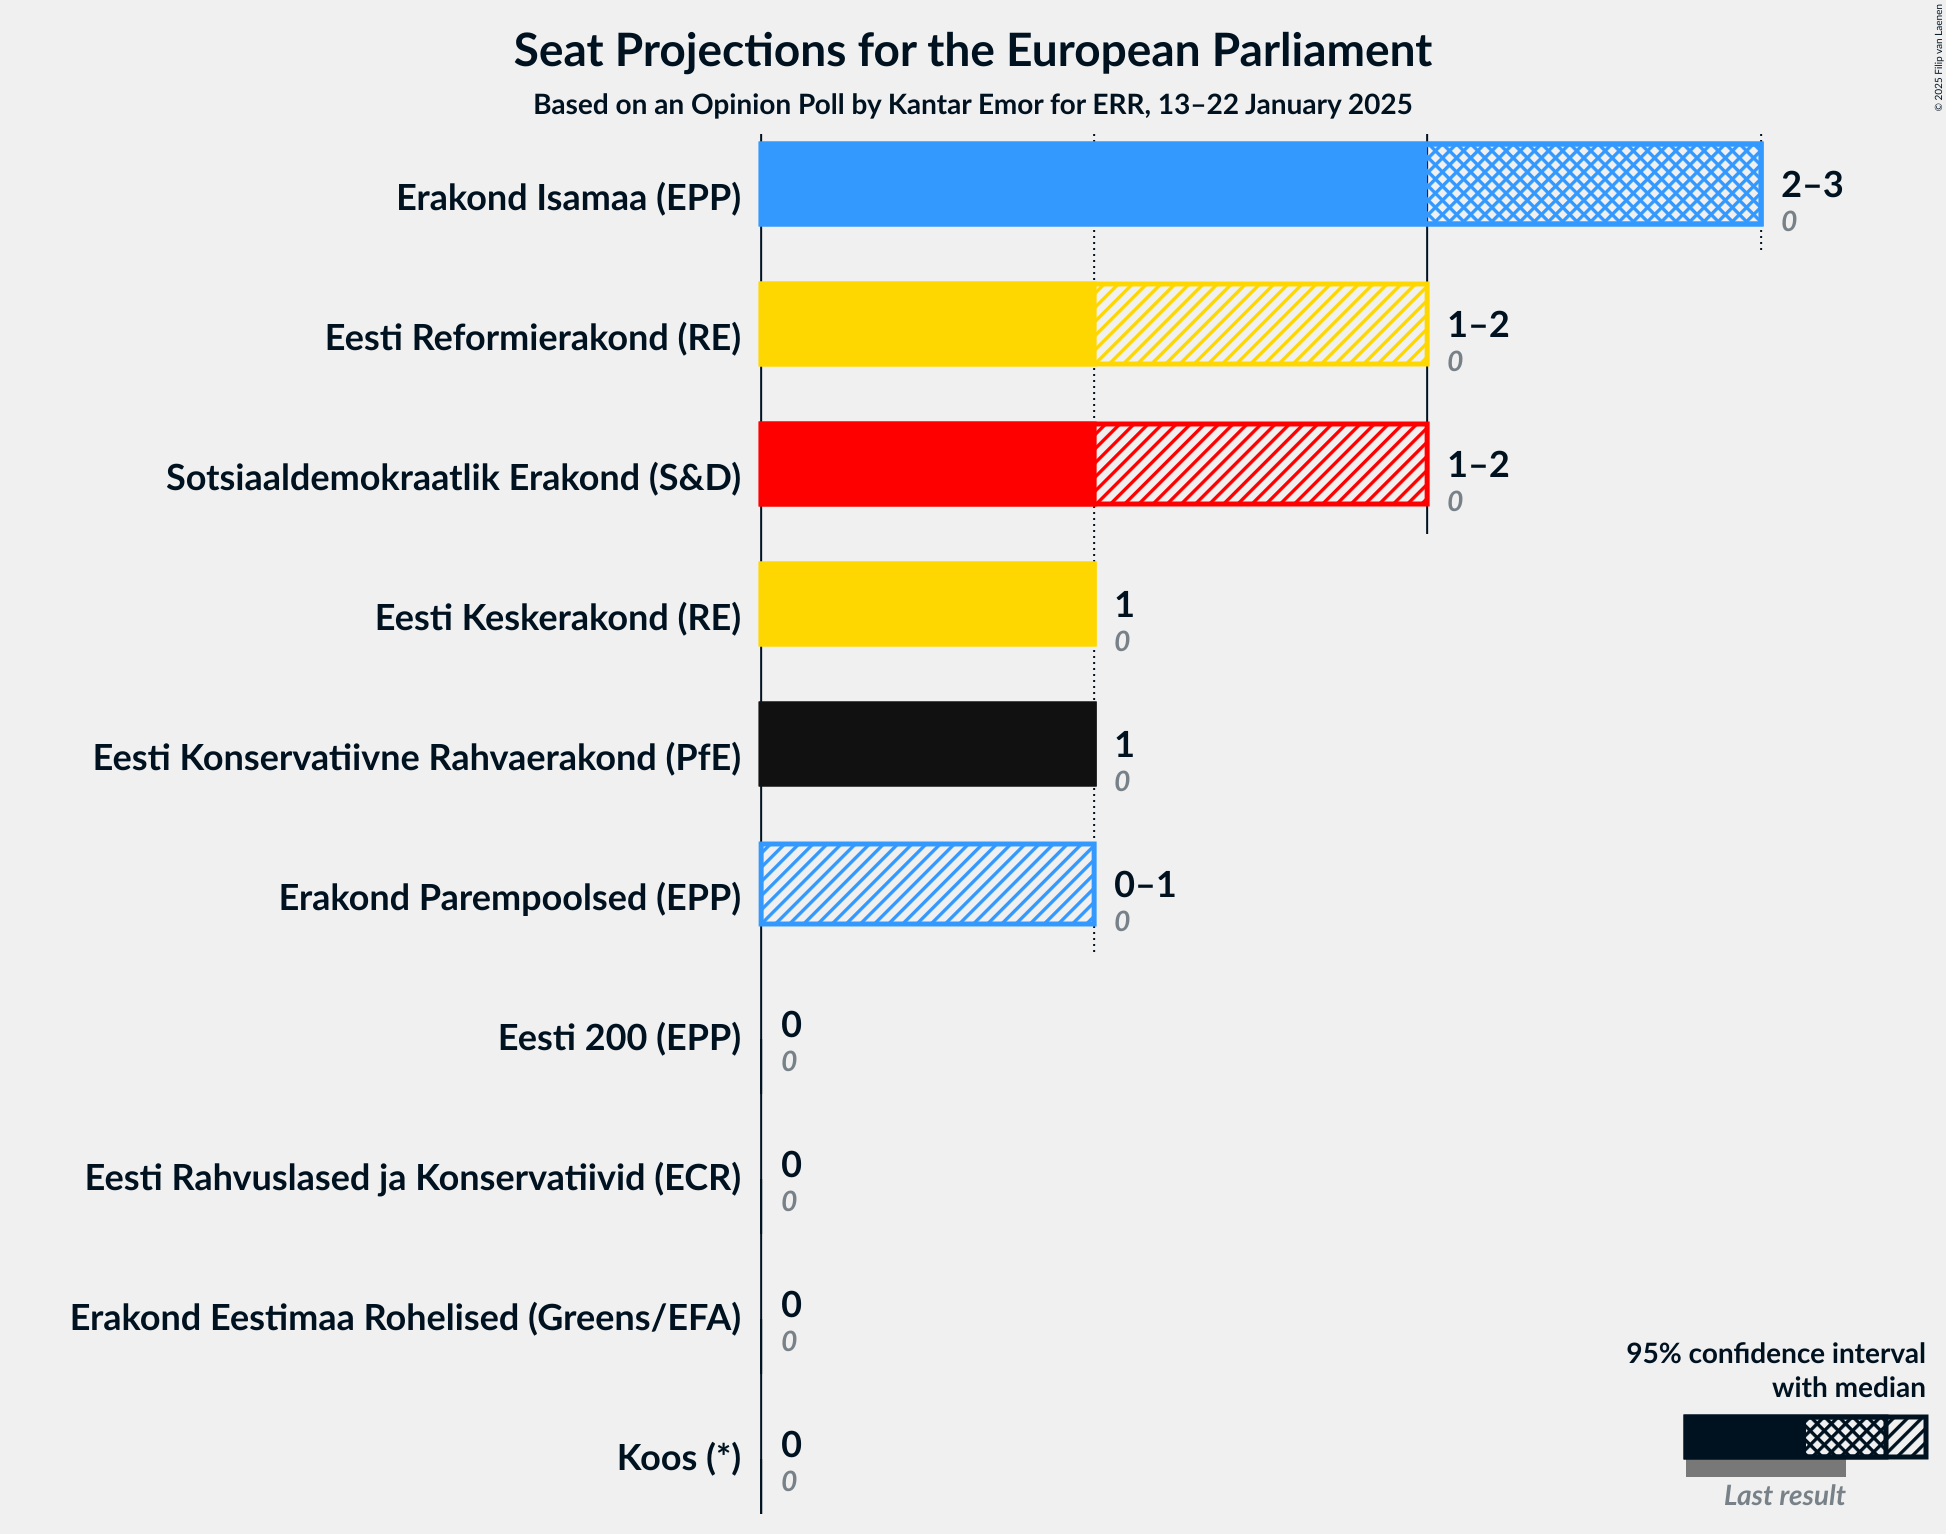 Seat Projections for the European Parliament
Based on an Opinion Poll by Kantar Emor for ERR, 13–22 January 2025
© 2025 Filip van Laenen
Erakond Isamaa (EPP)
2–3
0
Eesti Reformierakond (RE)
1–2
0
Sotsiaaldemokraatlik Erakond (S&D)
1–2
0
Eesti Keskerakond (RE)
1
0
Eesti Konservatiivne Rahvaerakond (PfE)
1
0
Erakond Parempoolsed (EPP)
0–1
0
Eesti 200 (EPP)
0
0
Eesti Rahvuslased ja Konservatiivid (ECR)
0
0
Erakond Eestimaa Rohelised (Greens/EFA)
0
0
Koos (*)
0
0
95% confidence interval
with median
Last result